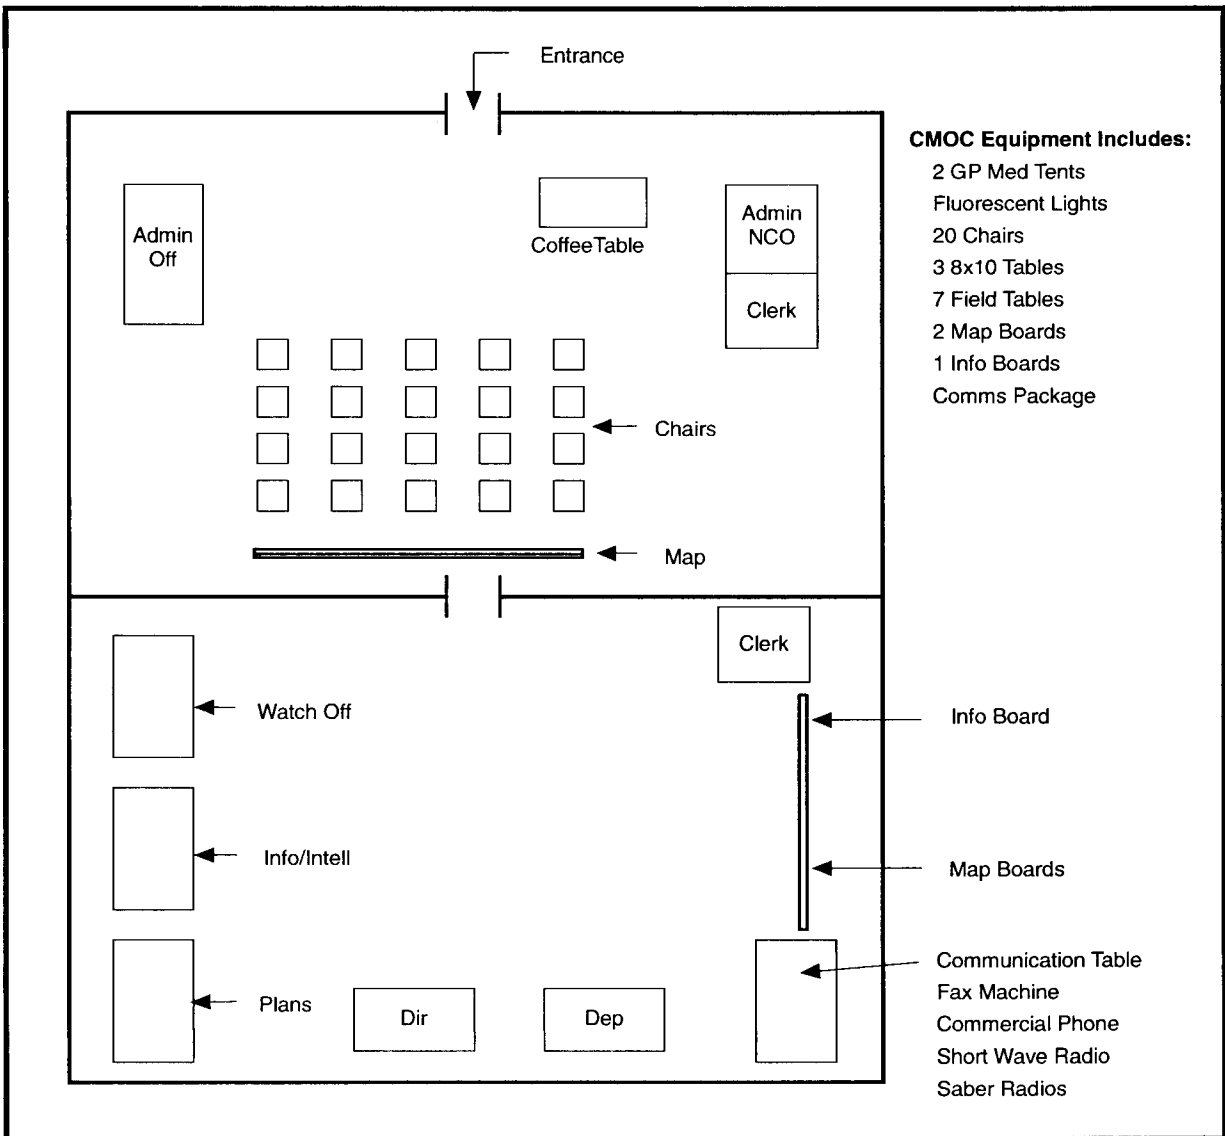 Entrance
CMOC Equipment Includes:
2 GP Med Tents
Fluorescent Lights
20 Chairs
3 8x10 Tables
7 Field Tables
2 Map Boards
1 Info Boards
Comms Package
Admin
Off
CoffeeTable
Admin
NCO
Clerk
Chairs
Map
Clerk
Watch Off
Info Board
Info/Intell
Map Boards
Plans
Dir
Dep
Communication Table
Fax Machine
Commercial Phone
Short Wave Radio
Saber Radios